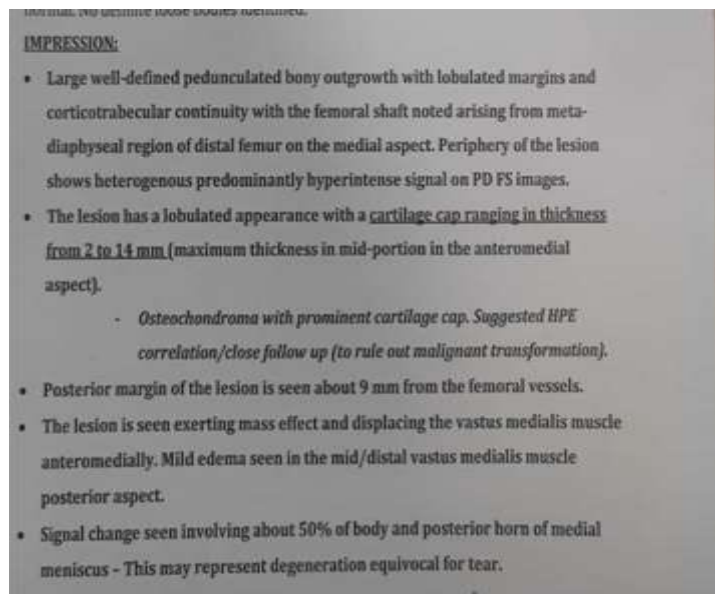 normal. No definite loose bodies identified.
IMPRESSION:
• Large well-defined pedunculated bony outgrowth with lobulated margins and
corticotrabecular continuity with the femoral shaft noted arising from meta-
diaphyseal region of distal femur on the medial aspect. Periphery of the lesion
shows heterogenous predominantly hyperintense signal on PD FS images.
• The lesion has a lobulated appearance with a cartilage cap ranging in thickness
from 2 to 14 mm (maximum thickness in mid-portion in the anteromedial
aspect).
- Osteochondroma with prominent cartilage cap. Suggested HPE
correlation/close follow up (to rule out malignant transformation).
• Posterior margin of the lesion is seen about 9 mm from the femoral vessels.
• The lesion is seen exerting mass effect and displacing the vastus medialis muscle
anteromedially. Mild edema seen in the mid/distal vastus medialis muscle
posterior aspect.
• Signal change seen involving about 50% of body and posterior horn of medial
meniscus – This may represent degeneration equivocal for tear.